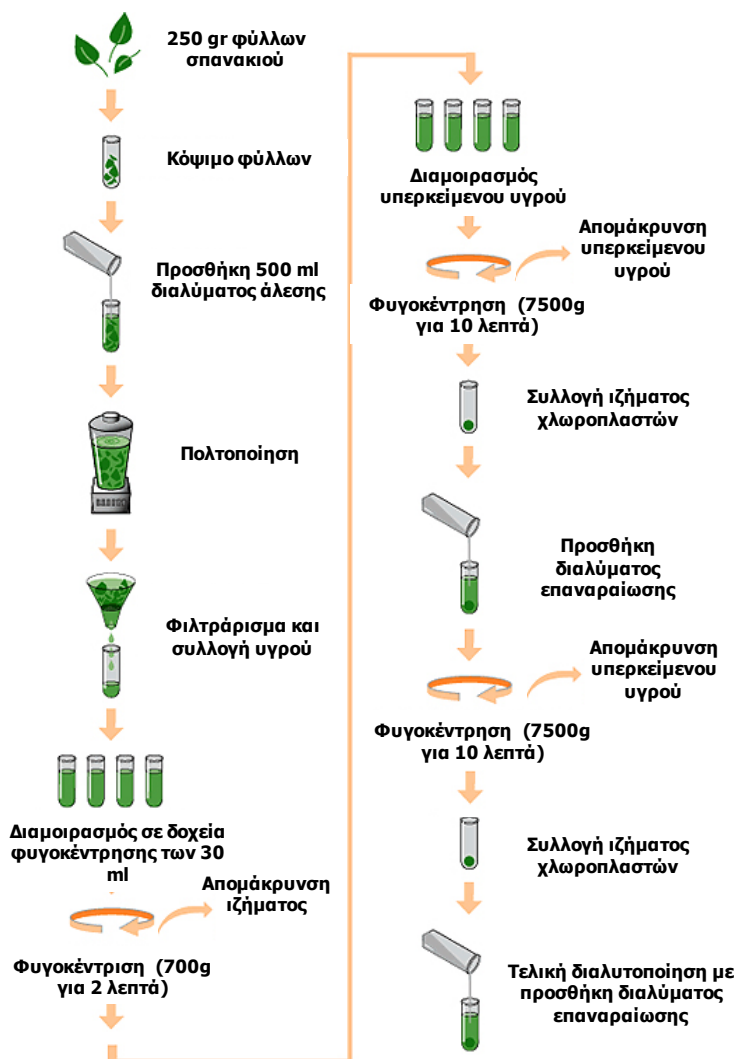 250 gr φύλλων
σπανακιού
Κόψιμο φύλλων
Προσθήκη 500 ml
διαλύματος άλεσης
Πολτοποίηση
Φιλτράρισμα και
συλλογή υγρού
Διαμοιρασμός σε δοχεία
φυγοκέντρησης των 30
ml
Απομάκρυνση
ιζήματος
Φυγοκέντριση (700g
για 2 λεπτά)
Διαμοιρασμός
υπερκείμενου υγρού
Απομάκρυνση
υπερκείμενου
υγρού
Φυγοκέντρηση (7500g
για 10 λεπτά)
Συλλογή ιζήματος
χλωροπλαστών
Προσθήκη
διαλύματος
επαναραίωσης
Απομάκρυνση
υπερκείμενου
υγρού
Φυγοκέντρηση (7500g
για 10 λεπτά)
Συλλογή ιζήματος
χλωροπλαστών
Τελική διαλυτοποίηση με
προσθήκη διαλύματος
επαναραίωσης